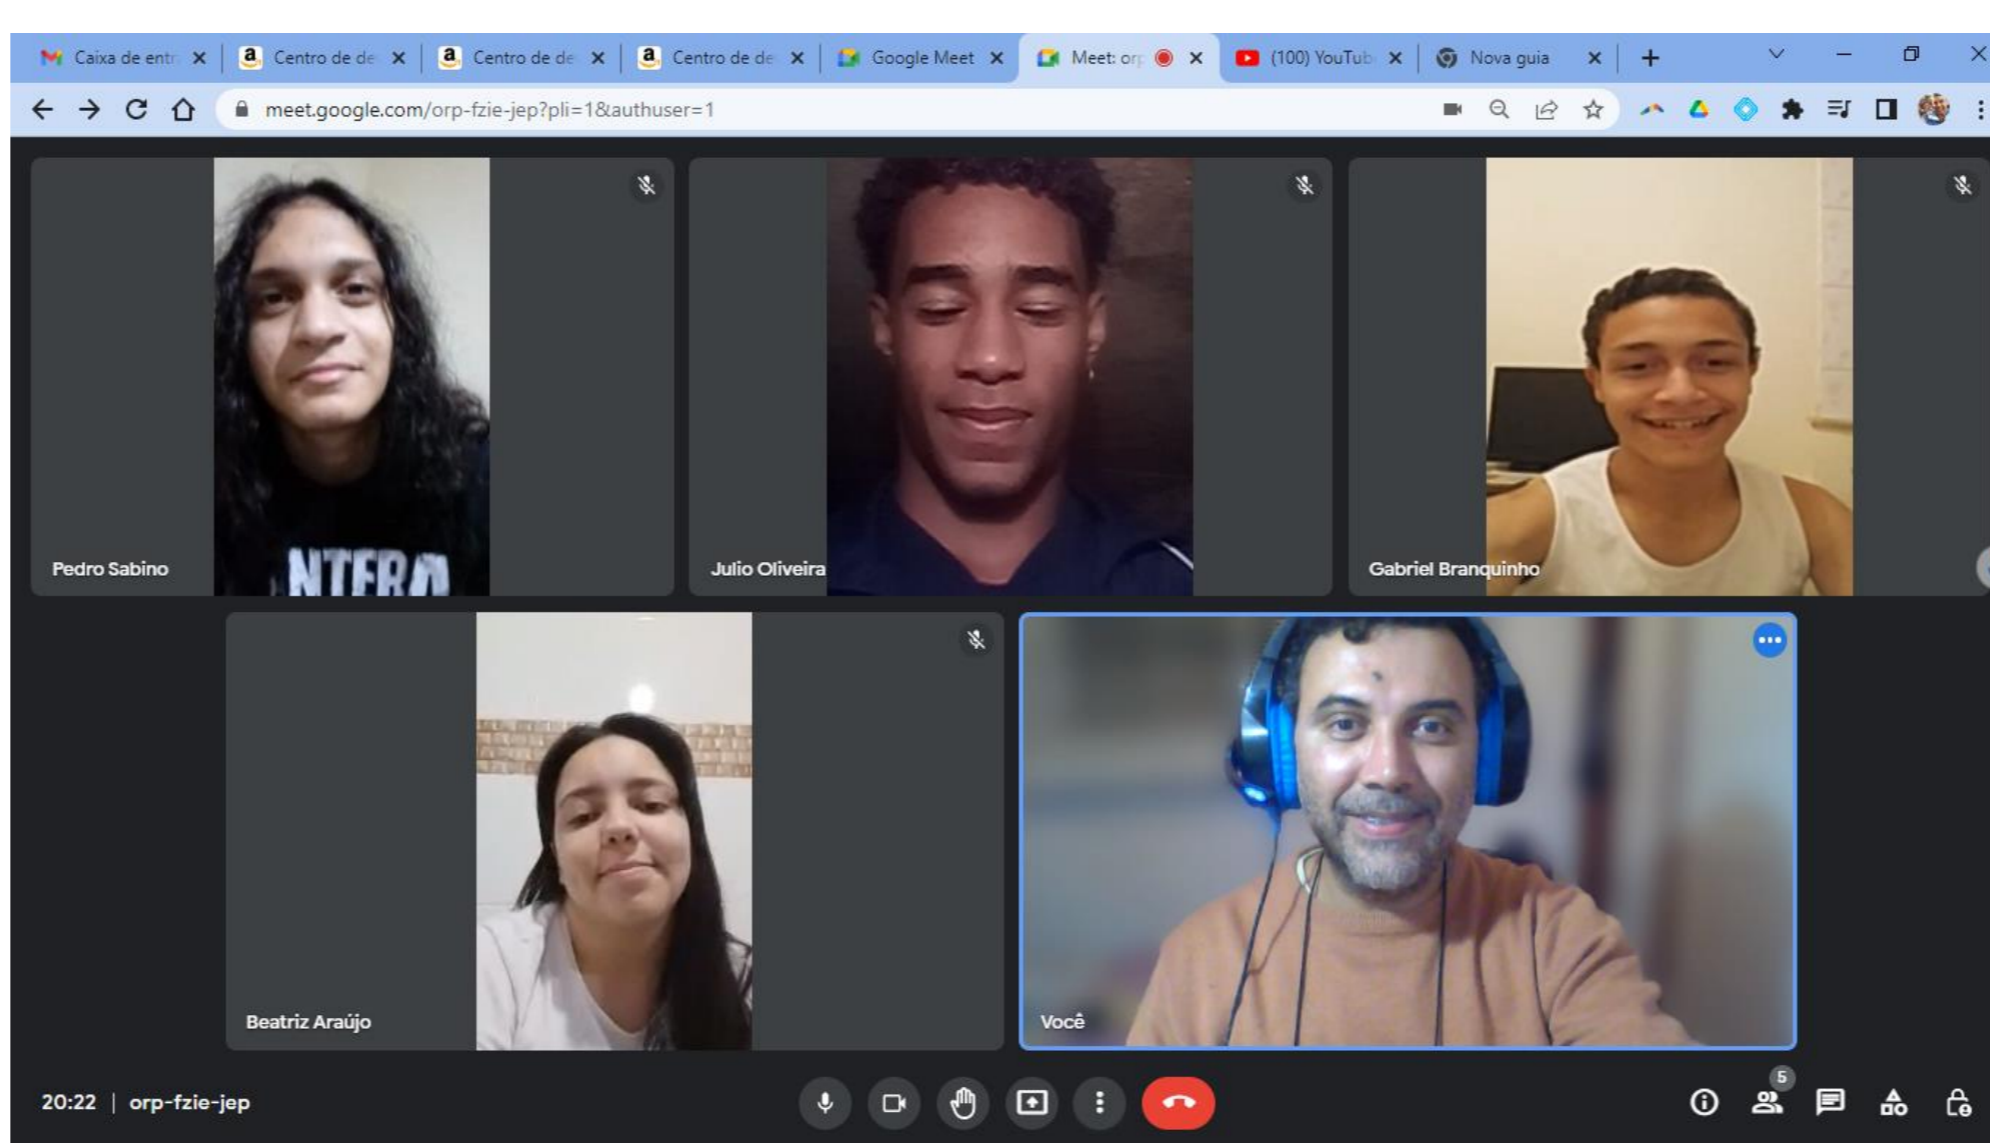 Caixa de entr
Centro de de
Centro de de
Centro de de
Google Meet
Meet: orp
(100) YouTub
Nova guia
meet.google.com/orp-fzie-jep?pli=1&authuser=1
Pedro Sabino
NTERA
Julio Oliveira
Gabriel Branquinho
Beatriz Araújo
Você
5
20:22 | orp-fzie-jep